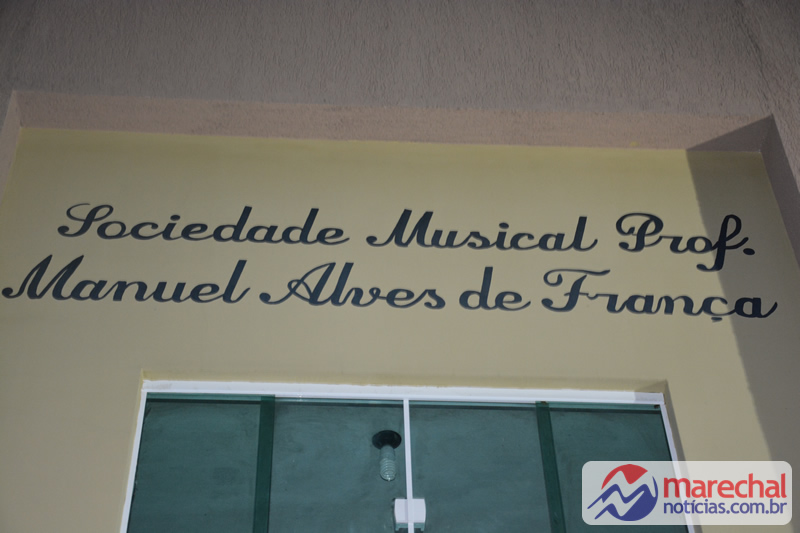 Sociedade Musical Prof.
Manuel Alves de França
marechal
notícias.com.br